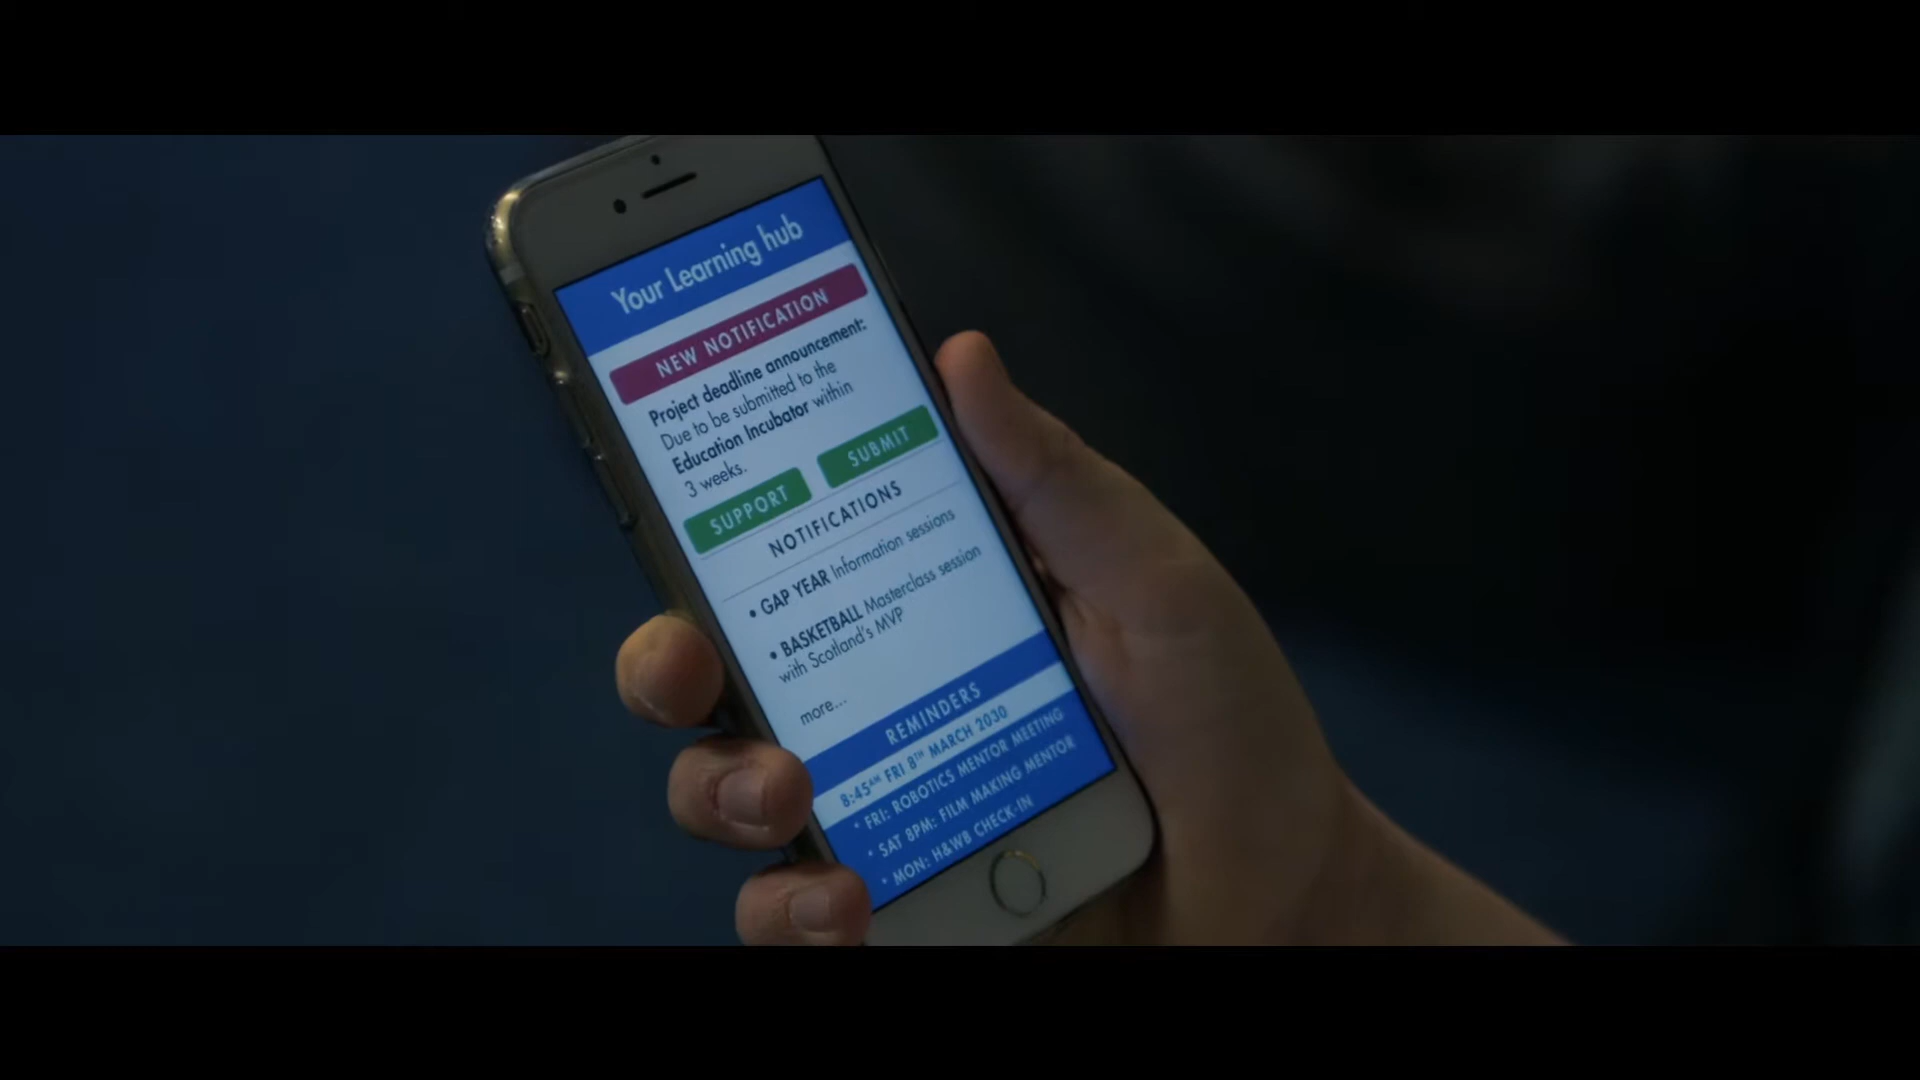 Your Learning hub
NEW NOTIFICATION
Project deadline announcement:
Due to be submitted to the
Education Incubator within
3 weeks.
SUPPORT SUBMIT
NOTIFICATIONS
• GAP YEAR Information sessions
• BASKETBALL Masterclass session
with Scotland's MVP
more...
REMINDERS
8:45AM FRI 8TH MARCH 2030
• FRI: ROBOTICS MENTOR MEETING
• SAT 8PM: FILM MAKING MENTOR
• MON: H&WB CHECK-IN